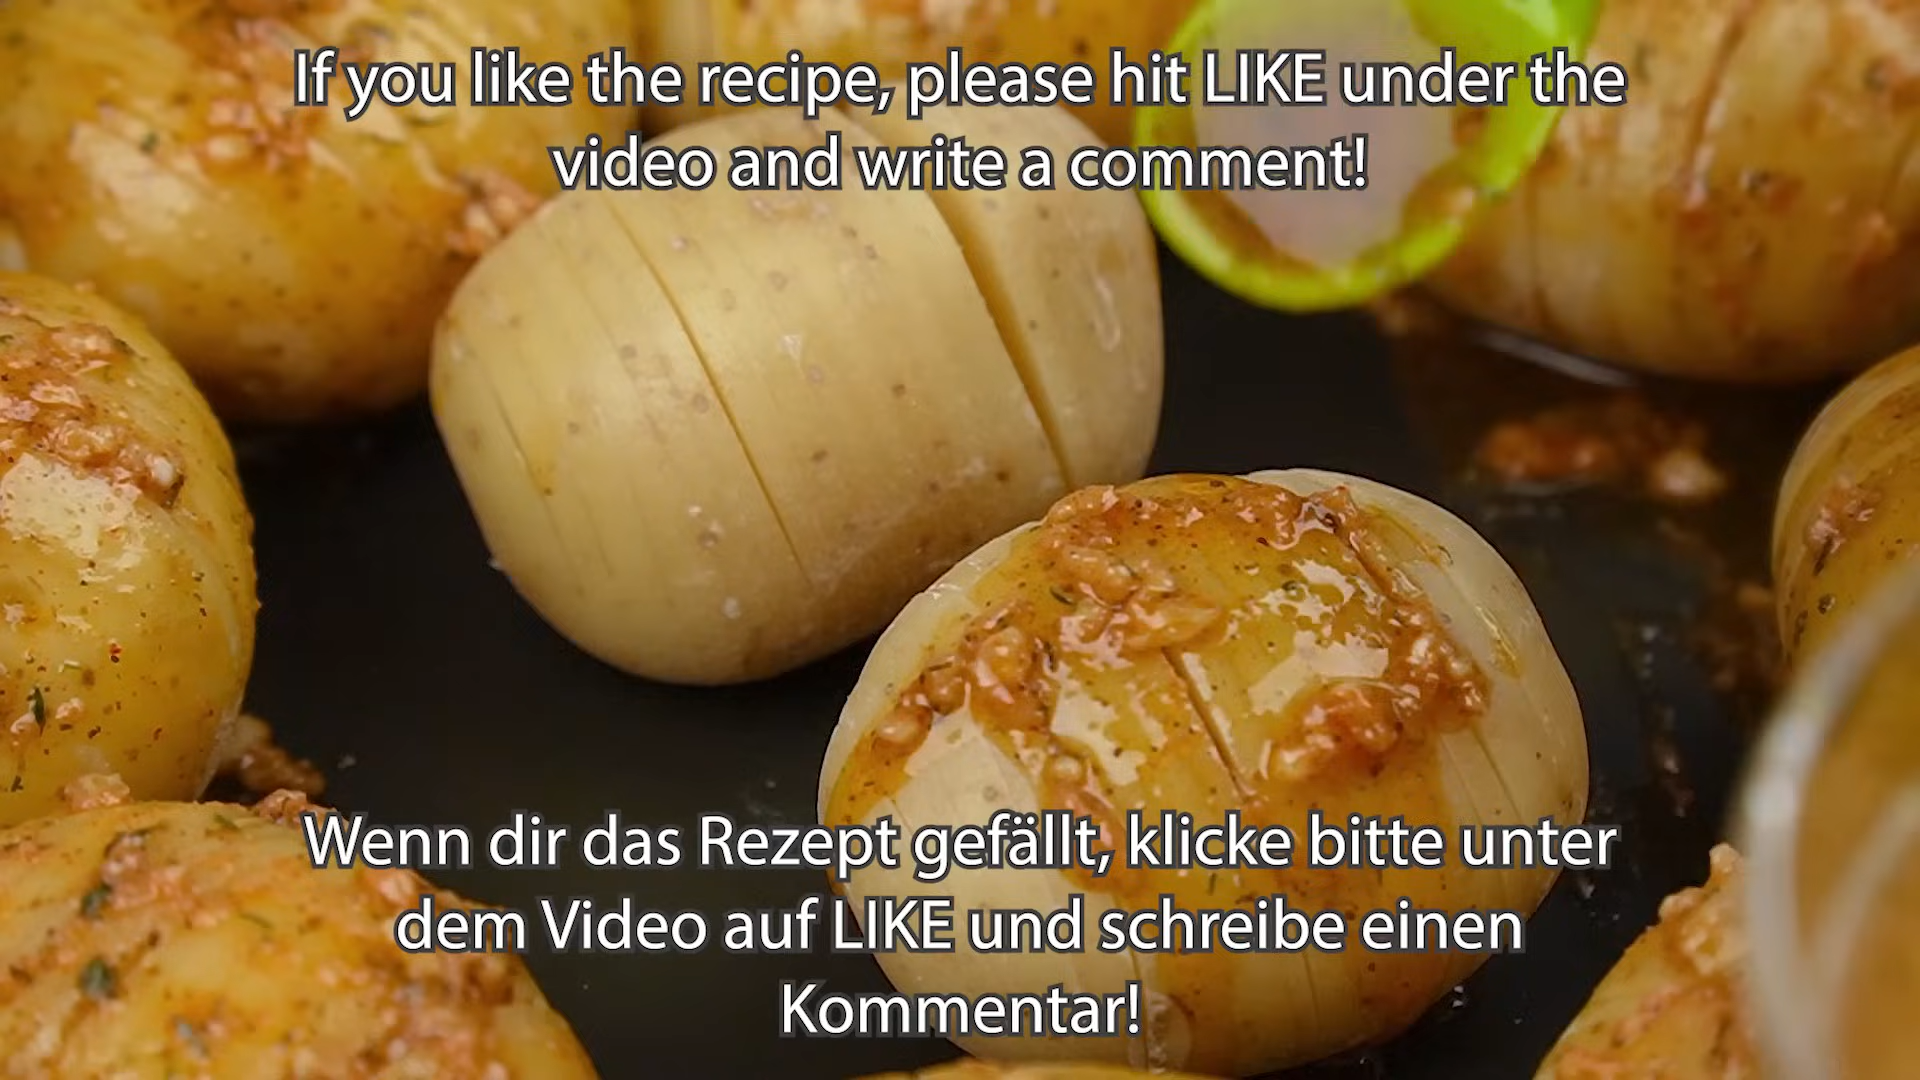 If you like the recipe, please hit LIKE under the
video and write a comment!
Wenn dir das Rezept gefällt, klicke bitte unter
dem Video auf LIKE und schreibe einen
Kommentar!